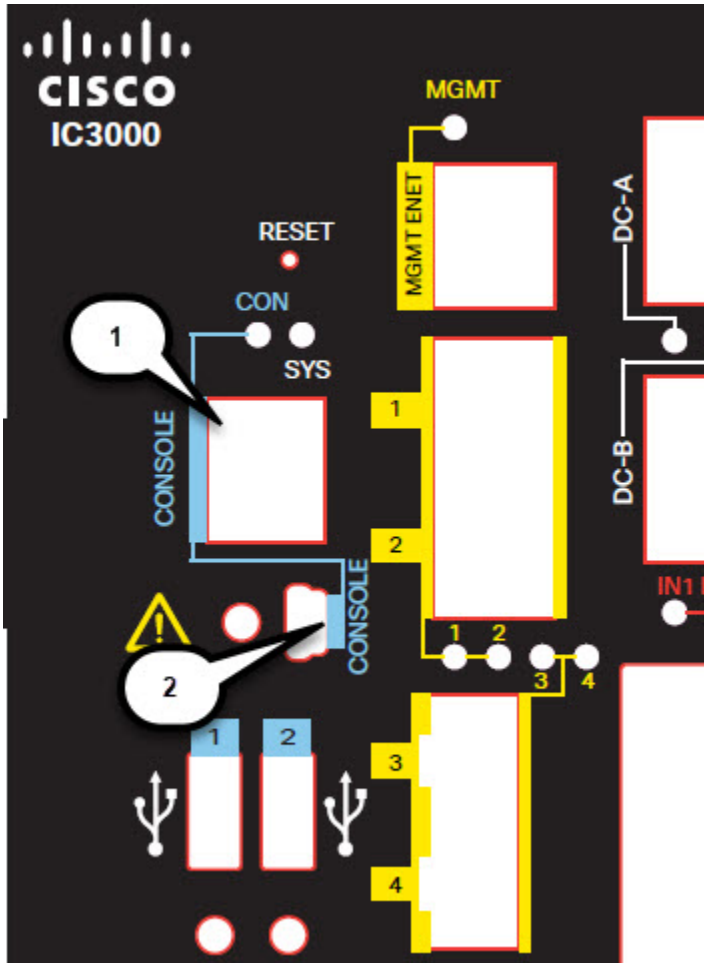 CISCO
IC3000
MGMT
MGMT ENET
DC-A
RESET
CON
1
SYS
CONSOLE
1
2
DC-B
CONSOLE
IN1
1 2
3 4
2
1 2
3
4